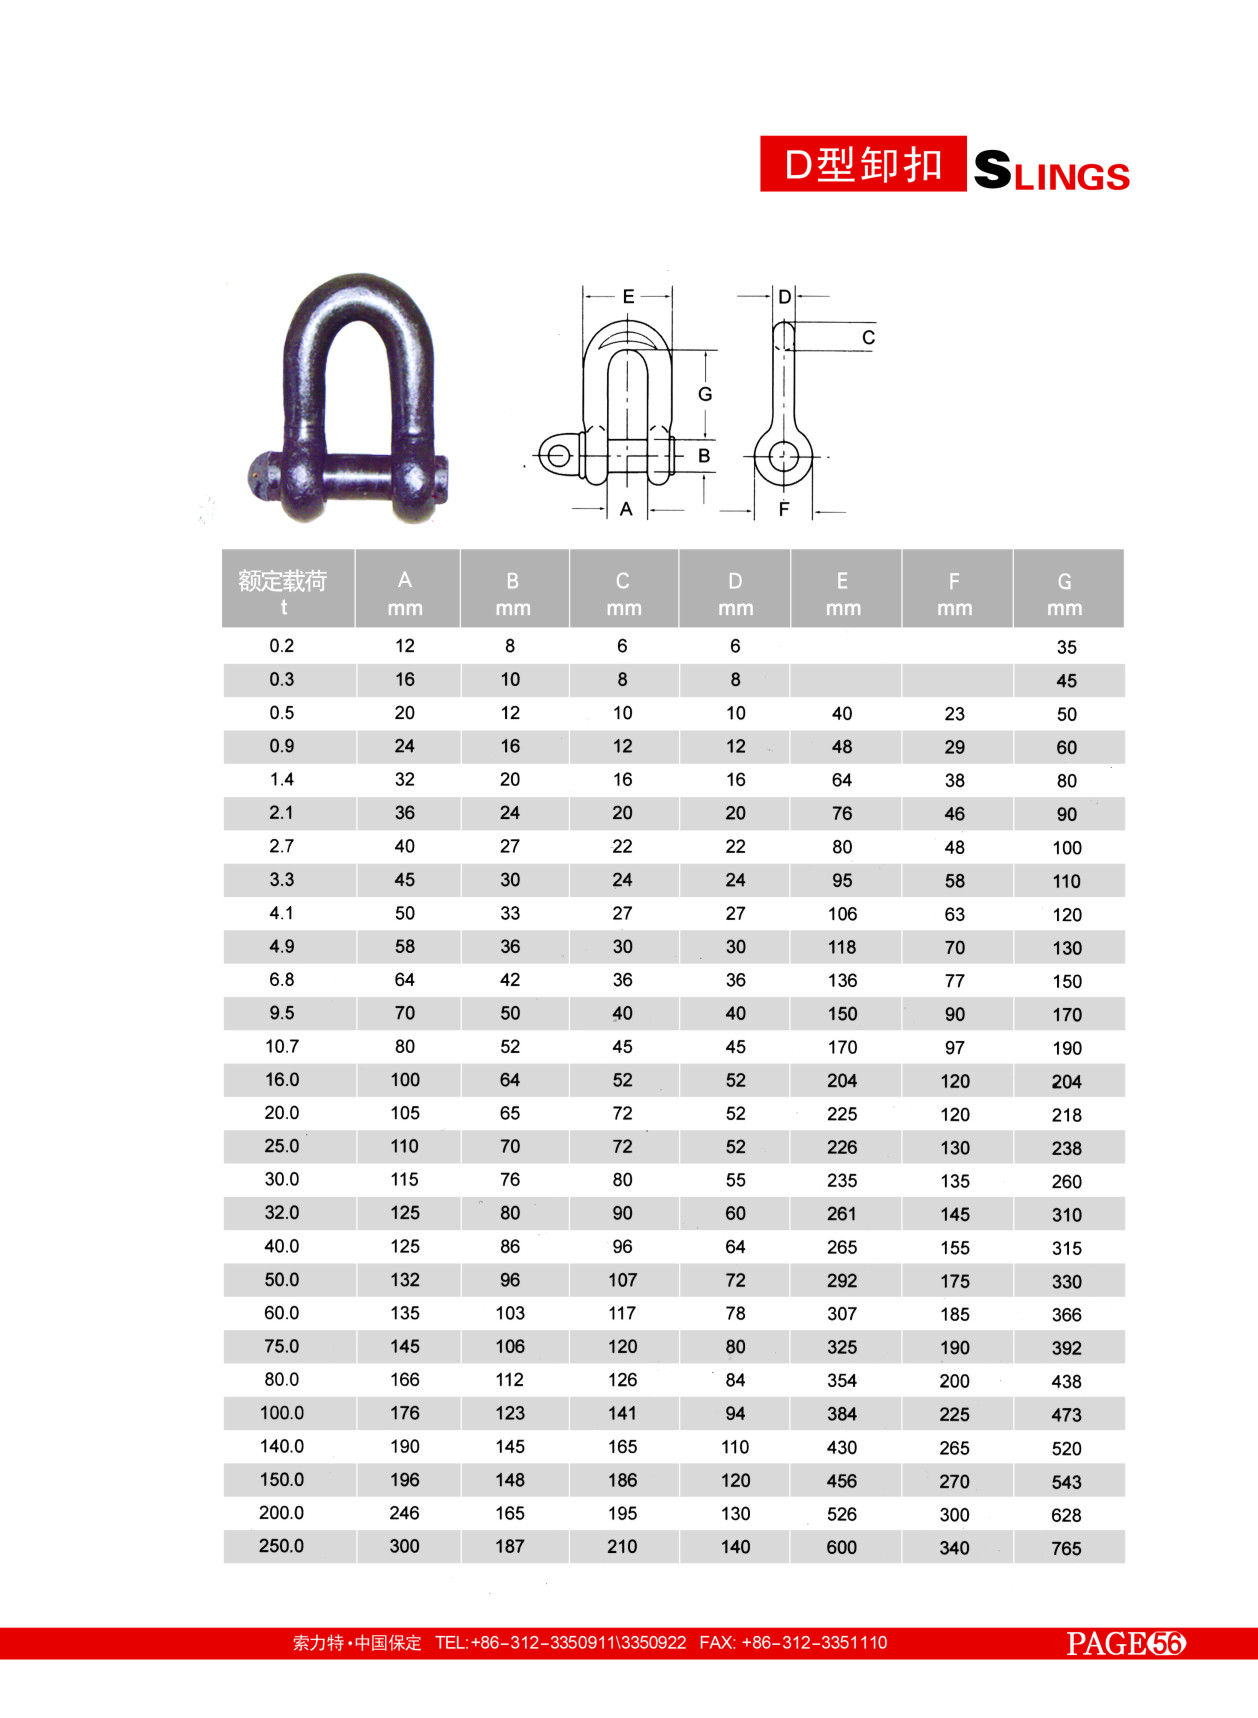 D型卸扣 SLINGS
E
D
C
G
B
A
F
额定载荷 A B C D E F G
t mm mm mm mm mm mm mm
0.2 12 8 6 6 35
0.3 16 10 8 8 45
0.5 20 12 10 10 40 23 50
0.9 24 16 12 12 48 29 60
1.4 32 20 16 16 64 38 80
2.1 36 24 20 20 76 46 90
2.7 40 27 22 22 80 48 100
3.3 45 30 24 24 95 58 110
4.1 50 33 27 27 106 63 120
4.9 58 36 30 30 118 70 130
6.8 64 42 36 36 136 77 150
9.5 70 50 40 40 150 90 170
10.7 80 52 45 45 170 97 190
16.0 100 64 52 52 204 120 204
20.0 105 65 72 52 225 120 218
25.0 110 70 72 52 226 130 238
30.0 115 76 80 55 235 135 260
32.0 125 80 90 60 261 145 310
40.0 125 86 96 64 265 155 315
50.0 132 96 107 72 292 175 330
60.0 135 103 117 78 307 185 366
75.0 145 106 120 80 325 190 392
80.0 166 112 126 84 354 200 438
100.0 176 123 141 94 384 225 473
140.0 190 145 165 110 430 265 520
150.0 196 148 186 120 456 270 543
200.0 246 165 195 130 526 300 628
250.0 300 187 210 140 600 340 765
索力特·中国保定 TEL:+86-312-3350911\3350922 FAX: +86-312-3351110 PAGE 56